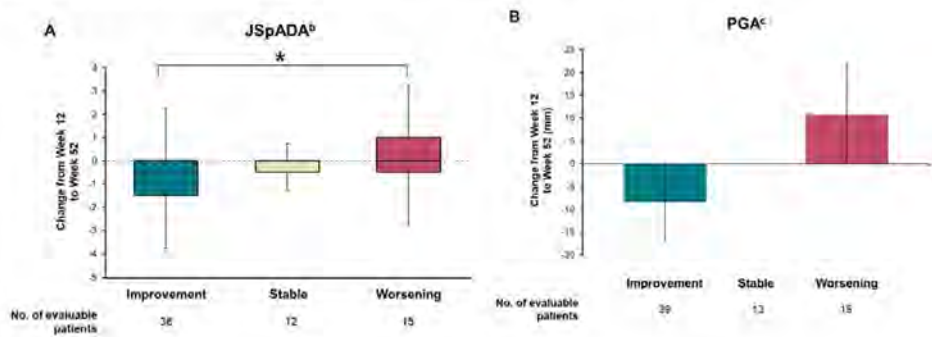 A
JSpADAᵇ
*
Change from Week 12
to Week 52
4
3
2
1
0
-1
-2
-3
-4
-5
Improvement Stable Worsening
No. of evaluable
patients
36 12 15
B
PGAᶜ
Change from Week 12
to Week 52 (mm)
25
20
15
10
5
0
-5
-10
-15
-20
Improvement Stable Worsening
No. of evaluable
patients
39 13 15